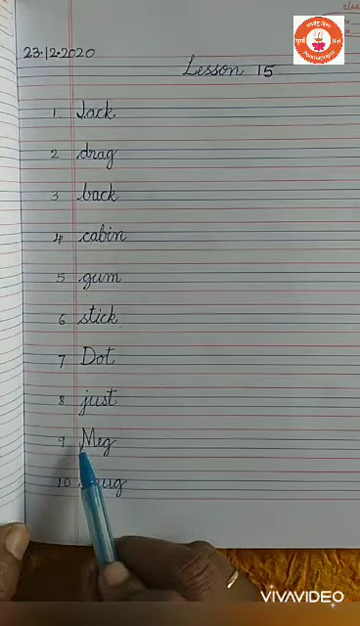 23.12.2020
Lesson 15
1. Jack
2 drag
3 back
4 cabin
5 gum
6 stick
7 Dot
8 just
9 Meg
10
VIVAVIDEO